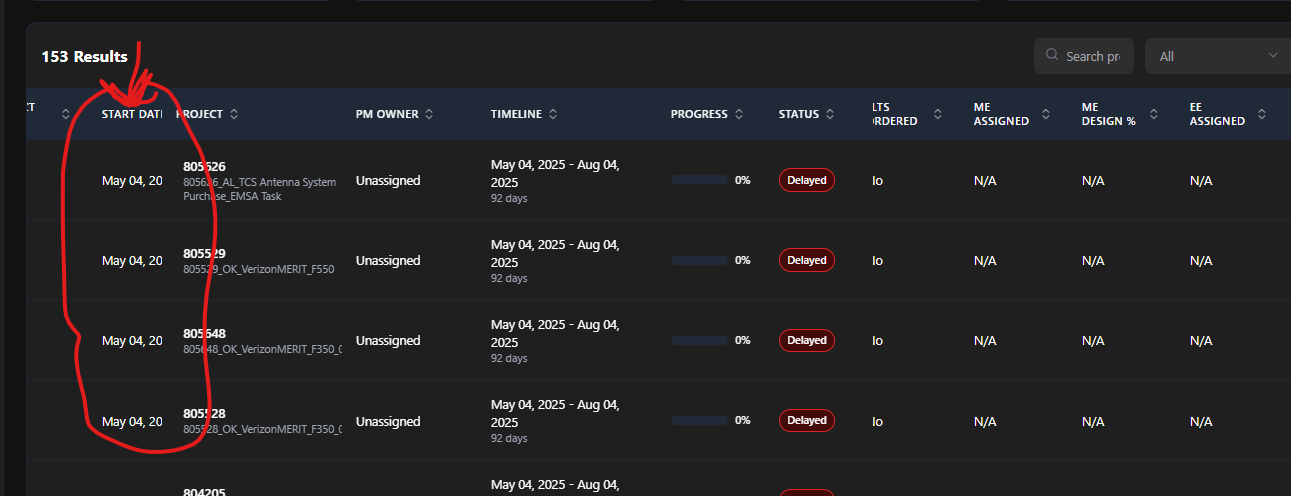 153 Results
Search pr
All
CT
START DATE
PROJECT
PM OWNER
TIMELINE
PROGRESS
STATUS
LTS
ORDERED
ME
ASSIGNED
ME
DESIGN %
EE
ASSIGNED
May 04, 20
805626
805626_AL_TCS Antenna System
Purchase_EMSA Task
Unassigned
May 04, 2025 - Aug 04,
2025
92 days
0%
Delayed
lo
N/A
N/A
N/A
May 04, 20
805529
805529_OK_VerizonMERIT_F550
Unassigned
May 04, 2025 - Aug 04,
2025
92 days
0%
Delayed
lo
N/A
N/A
N/A
May 04, 20
805648
805648_OK_VerizonMERIT_F350_0
Unassigned
May 04, 2025 - Aug 04,
2025
92 days
0%
Delayed
lo
N/A
N/A
N/A
May 04, 20
805528
805528_OK_VerizonMERIT_F350_0
Unassigned
May 04, 2025 - Aug 04,
2025
92 days
0%
Delayed
lo
N/A
N/A
N/A
804205
May 04, 2025 - Aug 04,